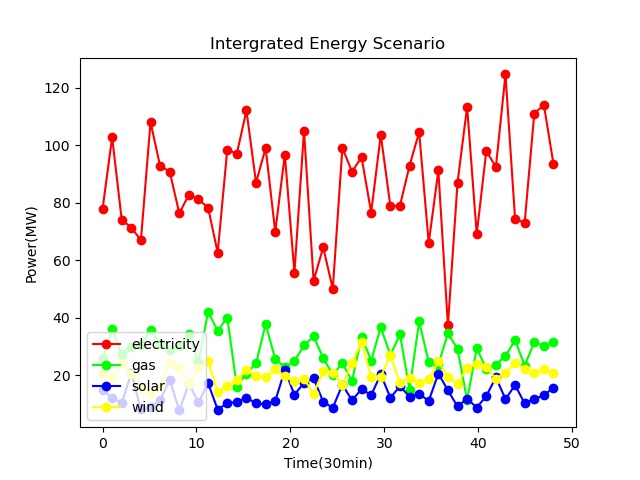 Intergrated Energy Scenario
Power(MW)
120
100
80
60
40
20
electricity
gas
solar
wind
0 10 20 30 40 50
Time(30min)